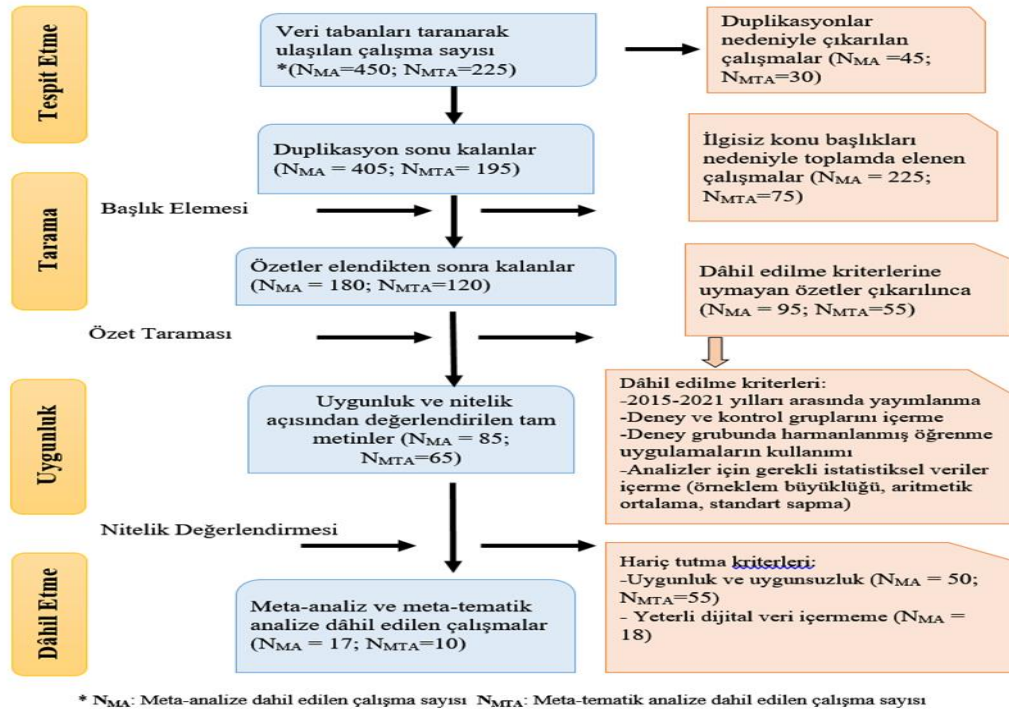 Tespit Etme
Veri tabanları taranarak
ulaşılan çalışma sayısı
*(NMA=450; NMTA=225)
Duplikasyonlar
nedeniyle çıkarılan
çalışmalar (NMA =45;
NMTA=30)
Duplikasyon sonu kalanlar
(NMA = 405; NMTA= 195)
İlgisiz konu başlıkları
nedeniyle toplamda elenen
çalışmalar (NMA = 225;
NMTA=75)
Tarama
Başlık Elemesi
Özetler elendikten sonra kalanlar
(NMA = 180; NMTA=120)
Dâhil edilme kriterlerine
uymayan özetler çıkarılınca
(NMA = 95; NMTA=55)
Özet Taraması
Uygunluk
Uygunluk ve nitelik
açısından değerlendirilen tam
metinler (NMA = 85;
NMTA=65)
Dâhil edilme kriterleri:
-2015-2021 yılları arasında yayımlanma
-Deney ve kontrol gruplarını içerme
-Deney grubunda harmanlanmış öğrenme
uygulamaların kullanımı
-Analizler için gerekli istatistiksel veriler
içerme (örneklem büyüklüğü, aritmetik
ortalama, standart sapma)
Nitelik Değerlendirmesi
Dâhil Etme
Meta-analiz ve meta-tematik
analize dâhil edilen çalışmalar
(NMA = 17; NMTA=10)
Hariç tutma kriterleri:
-Uygunluk ve uygunsuzluk (NMA = 50;
NMTA=55)
- Yeterli dijital veri içermeme (NMA =
18)
* NMA: Meta-analize dahil edilen çalışma sayısı NMTA: Meta-tematik analize dahil edilen çalışma sayısı